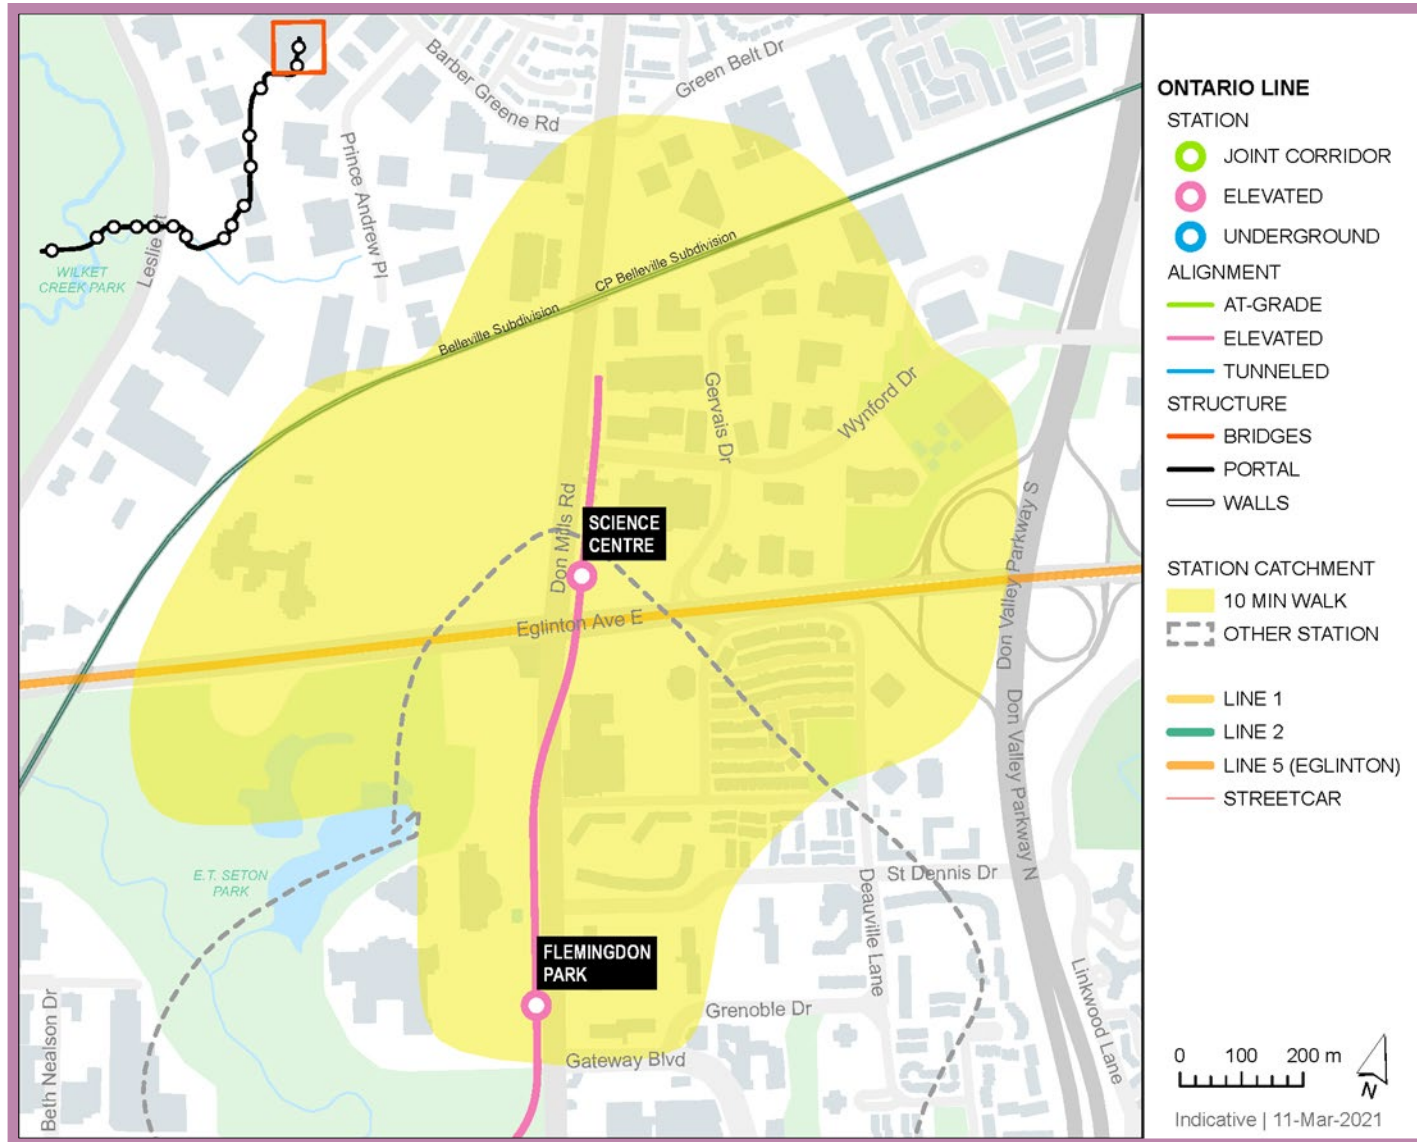 Barber Greene Rd
Green Belt Dr
Prince Andrew Pl
Leslie
WILKET
CREEK PARK
CP Belleville Subdivision
Belleville Subdivision
Gervais Dr
Wynford Dr
Don Mills Rd
SCIENCE
CENTRE
Eglinton Ave E
Don Valley Parkway S
Don Valley
Don Valley Parkway N
E.T. SETON
PARK
St Dennis Dr
Deauville Lane
FLEMINGDON
PARK
Grenoble Dr
Linkwood Lane
Gateway Blvd
Beth Nealson Dr
ONTARIO LINE
STATION
JOINT CORRIDOR
ELEVATED
UNDERGROUND
ALIGNMENT
AT-GRADE
ELEVATED
TUNNELED
STRUCTURE
BRIDGES
PORTAL
WALLS
STATION CATCHMENT
10 MIN WALK
OTHER STATION
LINE 1
LINE 2
LINE 5 (EGLINTON)
STREETCAR
0 100 200 m
N
Indicative | 11-Mar-2021